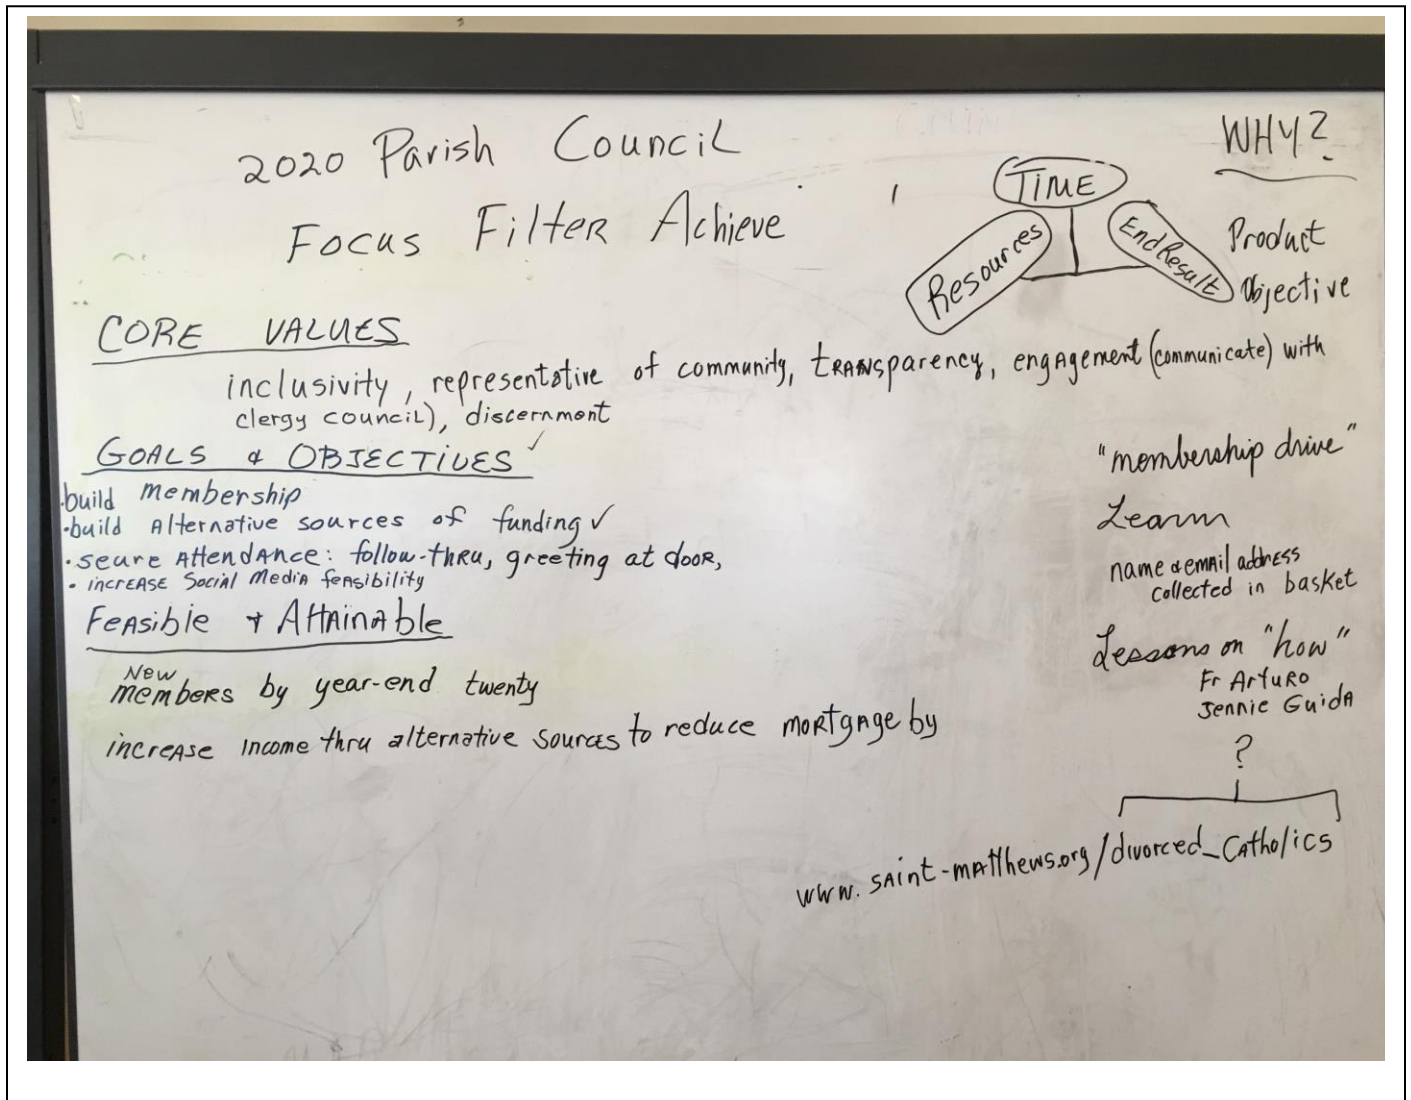 2020 Parish Council
Focus Filter Achieve
WHY?
TIME
Resources
End Result
Product
Objective
CORE VALUES
inclusivity, representative of community, transparency, engagement (communicate) with
clergy council), discernment
GOALS & OBJECTIVES ✓
•build membership
•build Alternative sources of funding ✓
•seure Attendance: follow-thru, greeting at door,
• increase Social Media feasibility
Feasible + Attainable
New
members by year-end twenty
increase income thru alternative sources to reduce mortgage by
"membership drive"
Learn
name & email address
collected in basket
Lessons on "how"
Fr Arturo
Jennie Guida
?
www.saint-matthews.org/divorced_Catholics